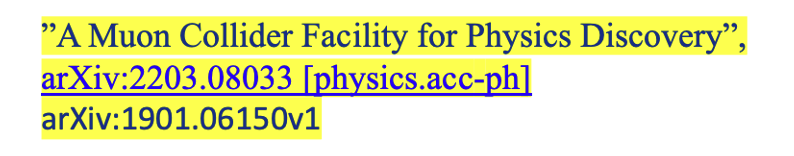 ”A Muon Collider Facility for Physics Discovery”,
arXiv:2203.08033 [physics.acc-ph]
arXiv:1901.06150v1